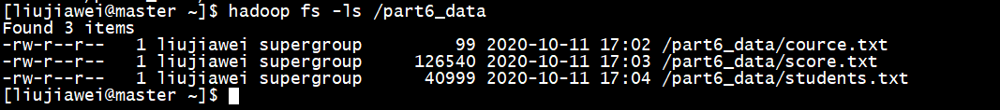 [liujiawei@master ~]$ hadoop fs -ls /part6_data
Found 3 items
-rw-r--r--   1 liujiawei supergroup         99 2020-10-11 17:02 /part6_data/cource.txt
-rw-r--r--   1 liujiawei supergroup     126540 2020-10-11 17:03 /part6_data/score.txt
-rw-r--r--   1 liujiawei supergroup      40999 2020-10-11 17:04 /part6_data/students.txt
[liujiawei@master ~]$